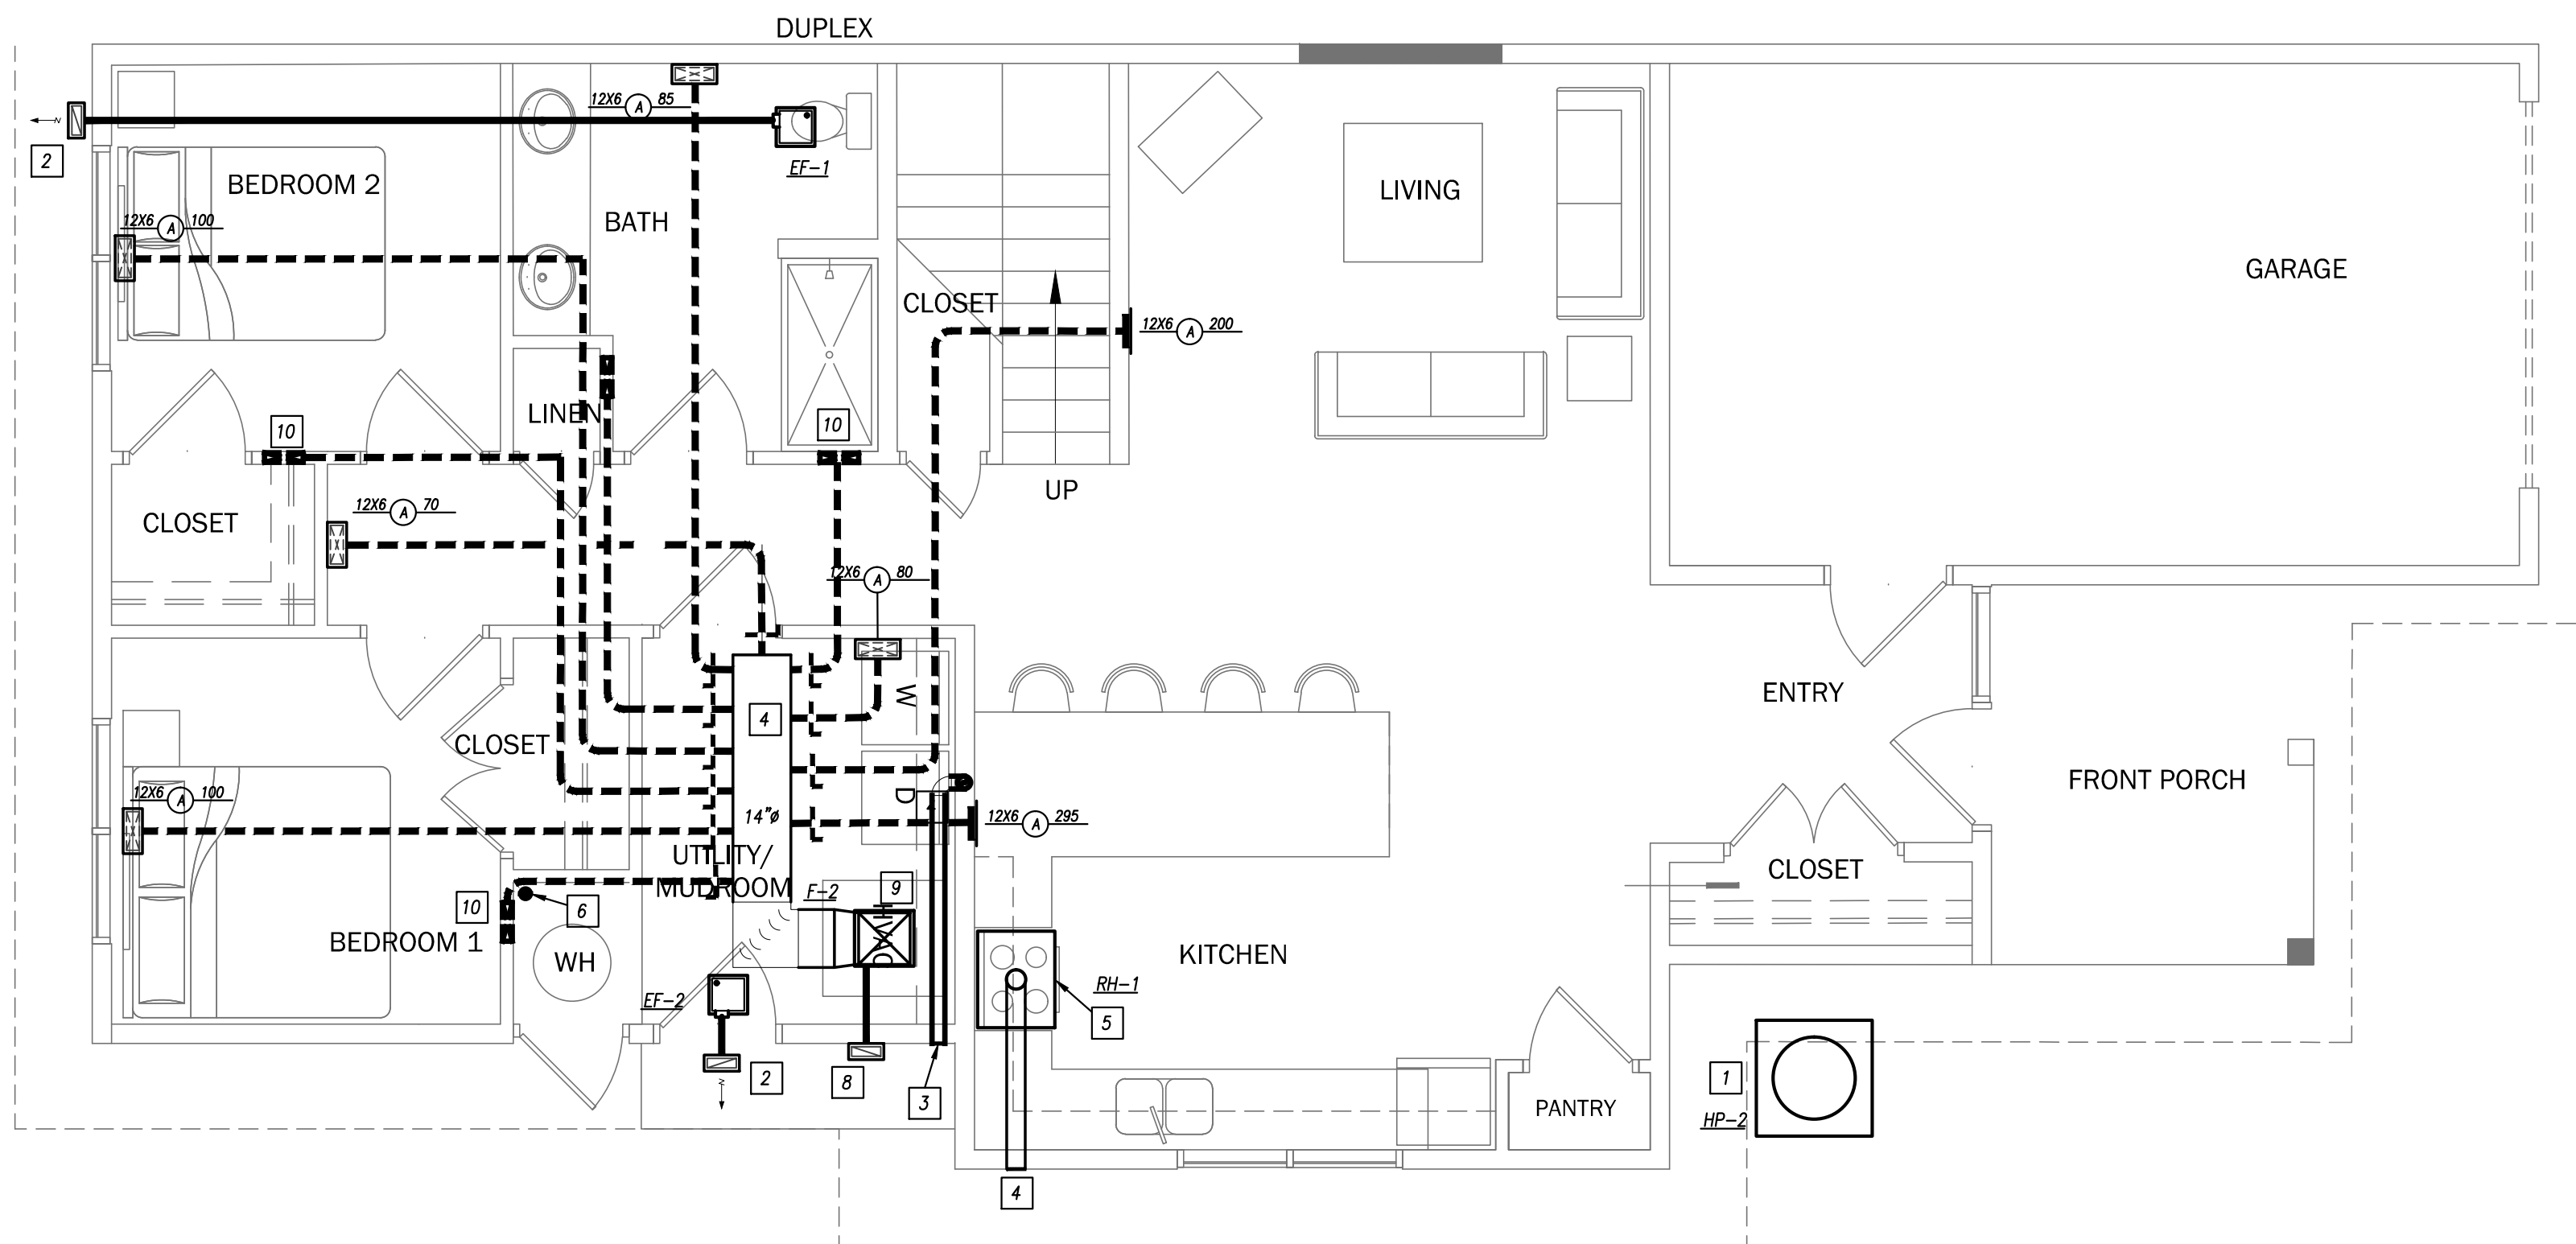 DUPLEX
12X6 A 85
2
EF-1
BEDROOM 2
LIVING
12X6 A 100
BATH
GARAGE
CLOSET
12X6 A 200
LINEN
10
10
UP
12X6 A 70
CLOSET
12X6 A 80
ENTRY
W
4
CLOSET
FRONT PORCH
12X6 A 100
D
14"ø
12X6 A 295
UTILITY/
MUDROOM
CLOSET
F-2
9
10
6
BEDROOM 1
KITCHEN
WH
RH-1
EF-2
5
2
8
3
1
PANTRY
HP-2
4